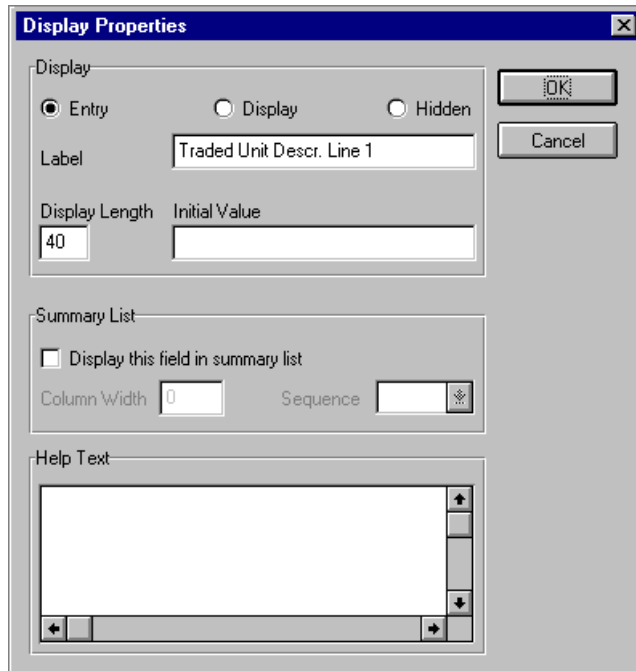 Display Properties
Display
Entry
Display
Hidden
Label
Traded Unit Descr. Line 1
Display Length
Initial Value
40
Summary List
Display this field in summary list
Column Width
0
Sequence
Help Text
OK
Cancel